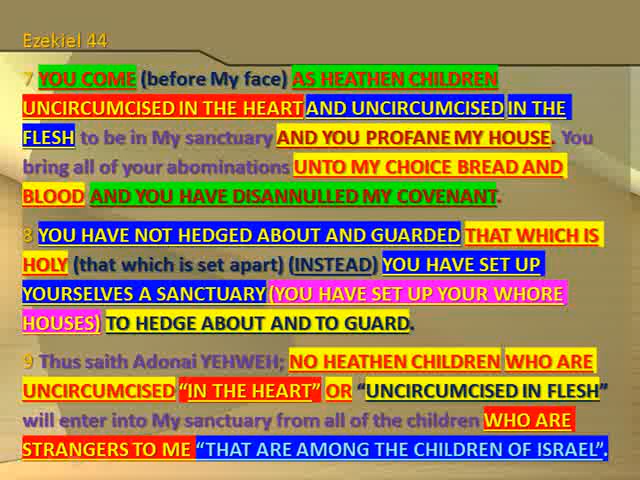 Ezekiel 44
7 YOU COME (before My face) AS HEATHEN CHILDREN
UNCIRCUMCISED IN THE HEART AND UNCIRCUMCISED IN THE
FLESH to be in My sanctuary AND YOU PROFANE MY HOUSE. You
bring all of your abominations UNTO MY CHOICE BREAD AND
BLOOD AND YOU HAVE DISANNULLED MY COVENANT.
8 YOU HAVE NOT HEDGED ABOUT AND GUARDED THAT WHICH IS
HOLY (that which is set apart) (INSTEAD) YOU HAVE SET UP
YOURSELVES A SANCTUARY (YOU HAVE SET UP YOUR WHORE
HOUSES) TO HEDGE ABOUT AND TO GUARD.
9 Thus saith Adonai YEHWEH; NO HEATHEN CHILDREN WHO ARE
UNCIRCUMCISED “IN THE HEART” OR “UNCIRCUMCISED IN FLESH”
will enter into My sanctuary from all of the children WHO ARE
STRANGERS TO ME “THAT ARE AMONG THE CHILDREN OF ISRAEL”.